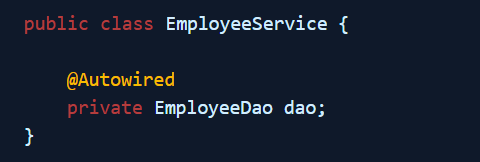 public class EmployeeService {
@Autowired
private EmployeeDao dao;
}